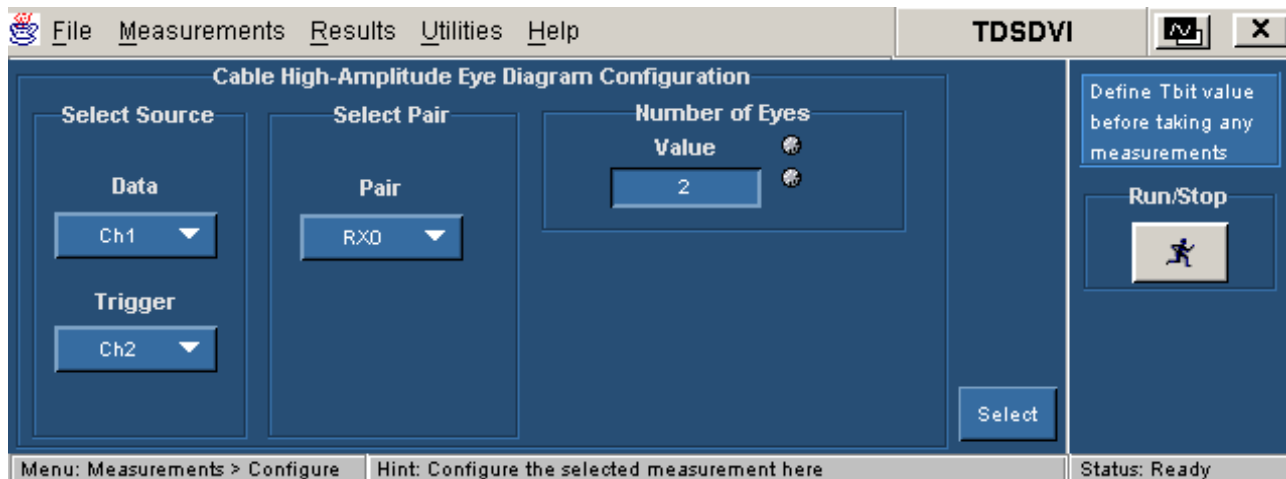 File Measurements Results Utilities Help
TDSDVI
X
Cable High-Amplitude Eye Diagram Configuration
Select Source
Data
Ch1
Trigger
Ch2
Select Pair
Pair
RX0
Number of Eyes
Value
2
Select
Define Tbit value
before taking any
measurements
Run/Stop
Menu: Measurements > Configure
Hint: Configure the selected measurement here
Status: Ready